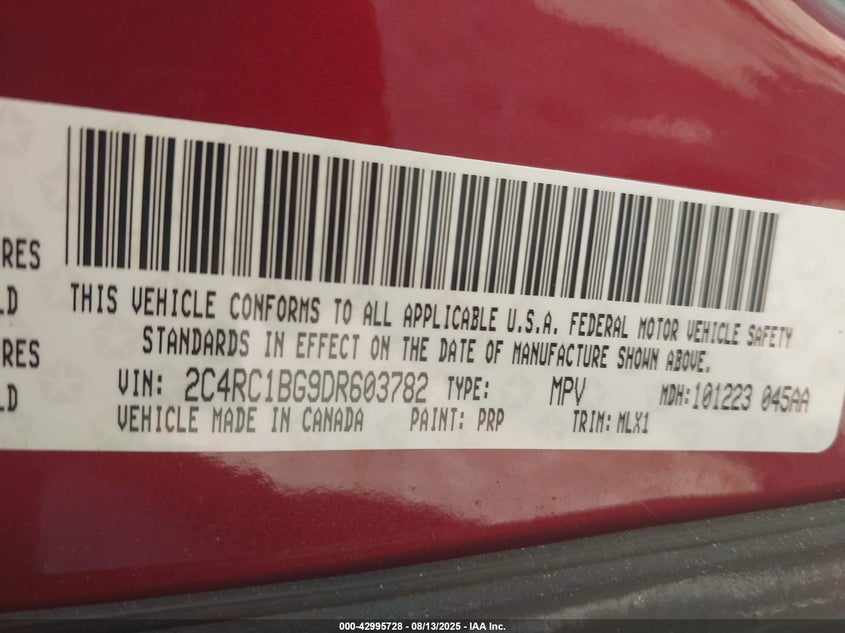 RES
LD
RES
LD
THIS VEHICLE CONFORMS TO ALL APPLICABLE U.S.A. FEDERAL MOTOR VEHICLE SAFETY
STANDARDS IN EFFECT ON THE DATE OF MANUFACTURE SHOWN ABOVE.
VIN: 2C4RC1BG9DR603782 TYPE: MPV MDH:101223 045AA
VEHICLE MADE IN CANADA PAINT: PRP TRIM: MLX1
000-42995728 - 08/13/2025 - IAA Inc.